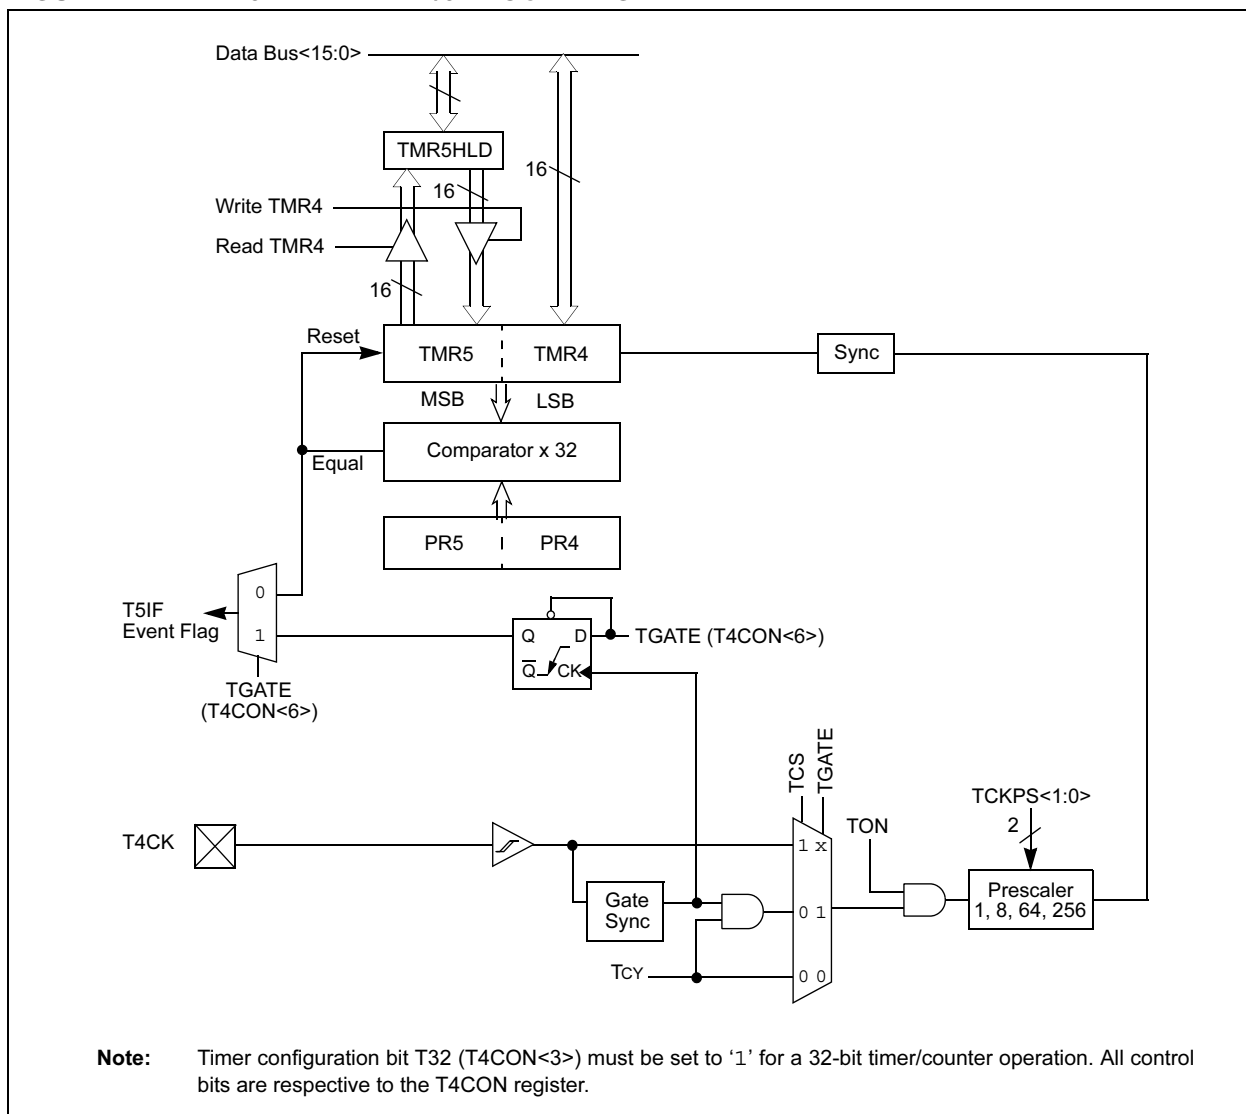 Data Bus<15:0>
TMR5HLD
16
16
Write TMR4
Read TMR4
16
Reset
TMR5
TMR4
Sync
MSB
LSB
Equal
Comparator x 32
PR5
PR4
0
1
T5IF
Event Flag
Q
D
Q̅
CK
TGATE (T4CON<6>)
TGATE
(T4CON<6>)
TCS
TGATE
TCKPS<1:0>
2
TON
T4CK
1 x
Gate
Sync
0 1
Prescaler
1, 8, 64, 256
TCY
0 0
Note: Timer configuration bit T32 (T4CON<3>) must be set to ‘1’ for a 32-bit timer/counter operation. All control
bits are respective to the T4CON register.